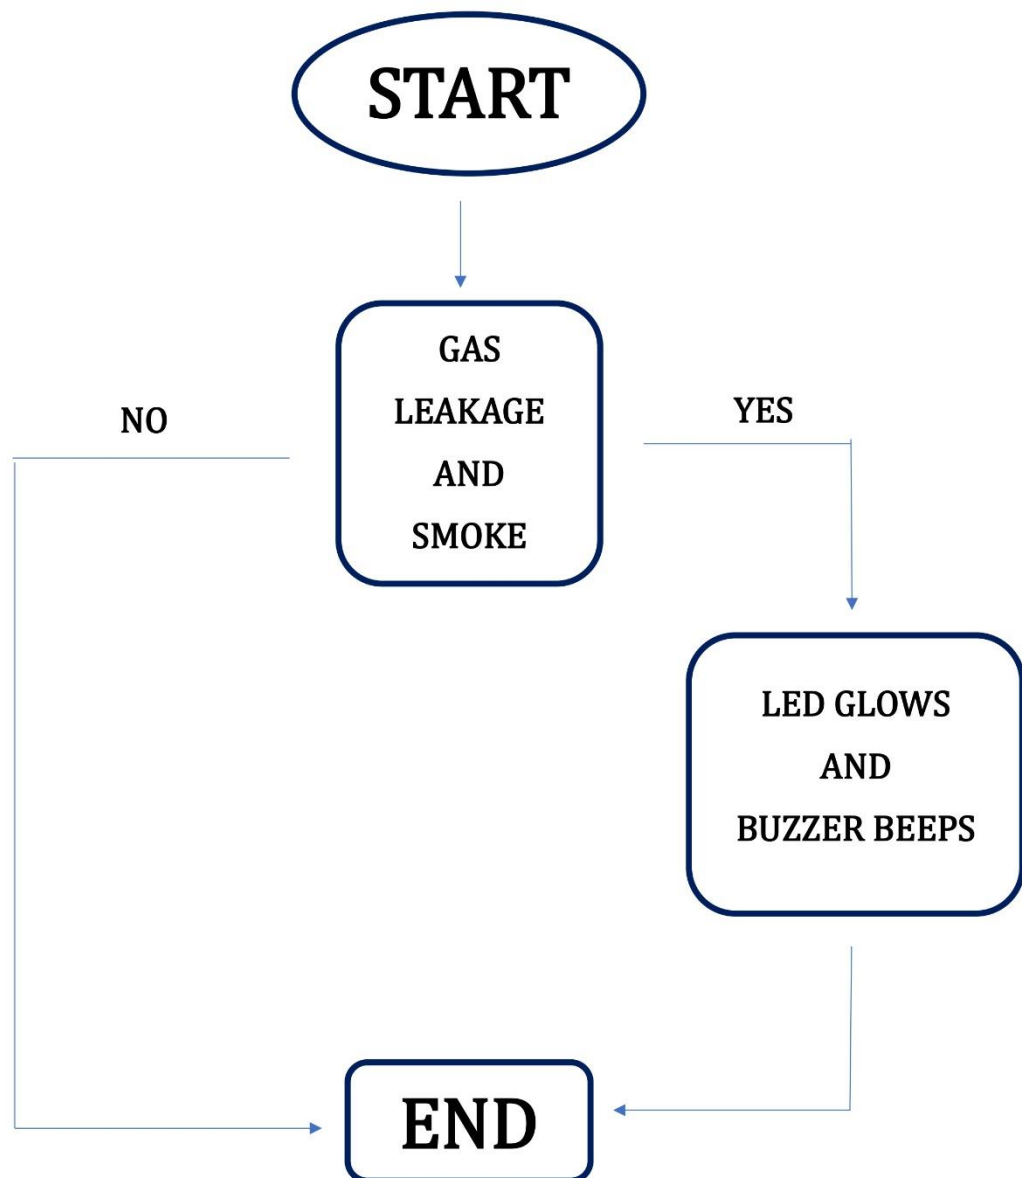 START
GAS
LEAKAGE
AND
SMOKE
NO
YES
LED GLOWS
AND
BUZZER BEEPS
END